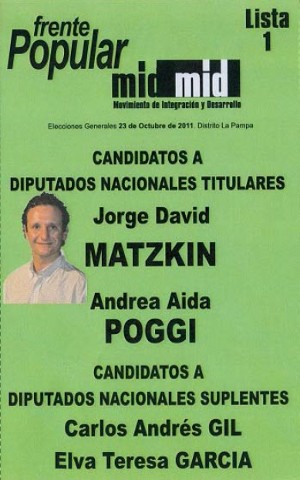 frente
Popular
Lista
1
mid mid
Movimiento de Integración y Desarrollo
Elecciones Generales 23 de Octubre de 2011. Distrito La Pampa
CANDIDATOS A
DIPUTADOS NACIONALES TITULARES
Jorge David
MATZKIN
Andrea Aida
POGGI
CANDIDATOS A
DIPUTADOS NACIONALES SUPLENTES
Carlos Andrés GIL
Elva Teresa GARCIA